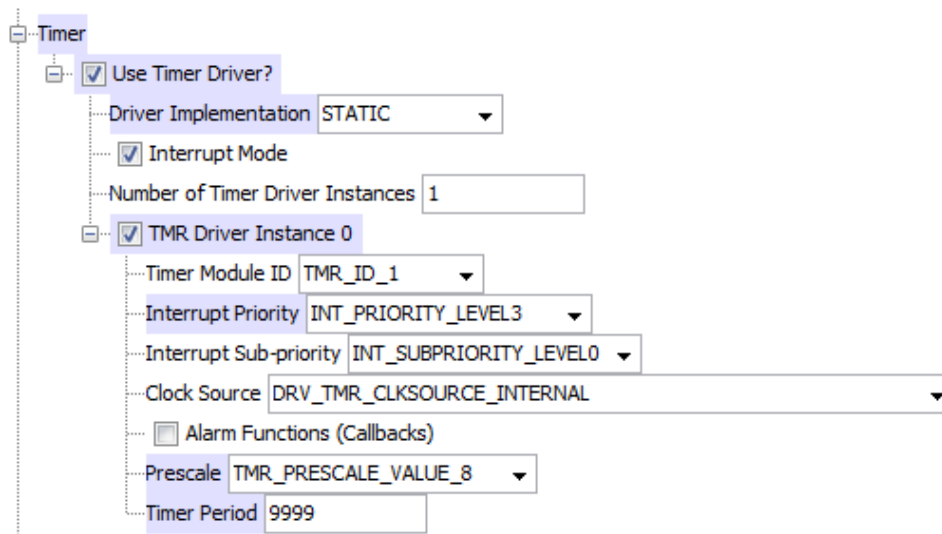 Timer
Use Timer Driver?
Driver Implementation STATIC
Interrupt Mode
Number of Timer Driver Instances 1
TMR Driver Instance 0
Timer Module ID TMR_ID_1
Interrupt Priority INT_PRIORITY_LEVEL3
Interrupt Sub-priority INT_SUBPRIORITY_LEVEL0
Clock Source DRV_TMR_CLKSOURCE_INTERNAL
Alarm Functions (Callbacks)
Prescale TMR_PRESCALE_VALUE_8
Timer Period 9999